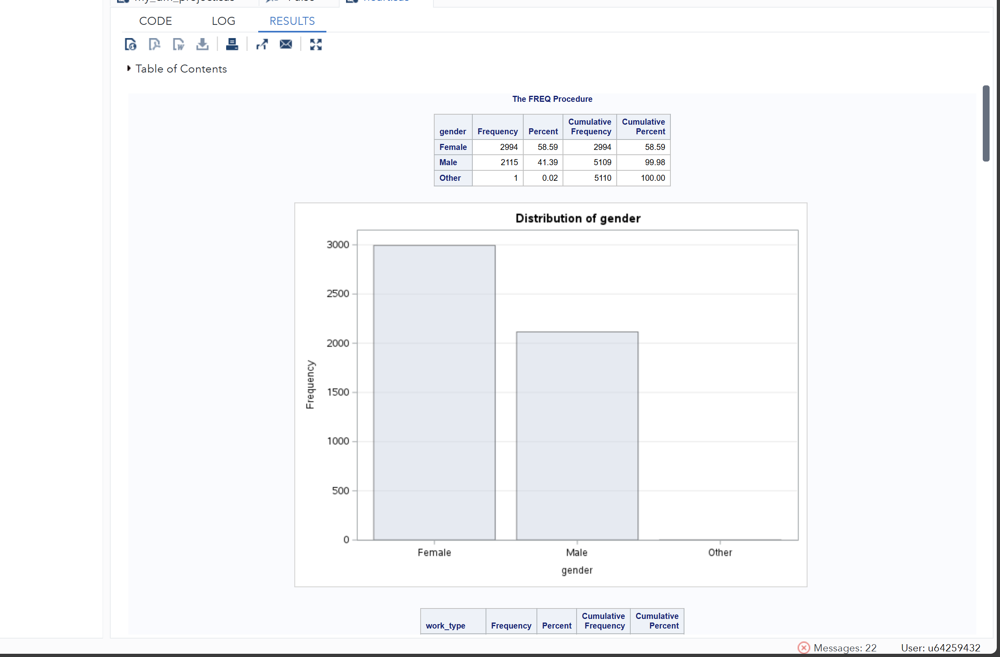 CODE LOG RESULTS
Table of Contents
The FREQ Procedure
gender Frequency Percent Cumulative Frequency Cumulative Percent
Female 2994 58.59 2994 58.59
Male 2115 41.39 5109 99.98
Other 1 0.02 5110 100.00
Distribution of gender
3000
2500
2000
1500
1000
500
0
Frequency
Female Male Other
gender
work_type Frequency Percent Cumulative Frequency Cumulative Percent
Messages: 22 User: u64259432